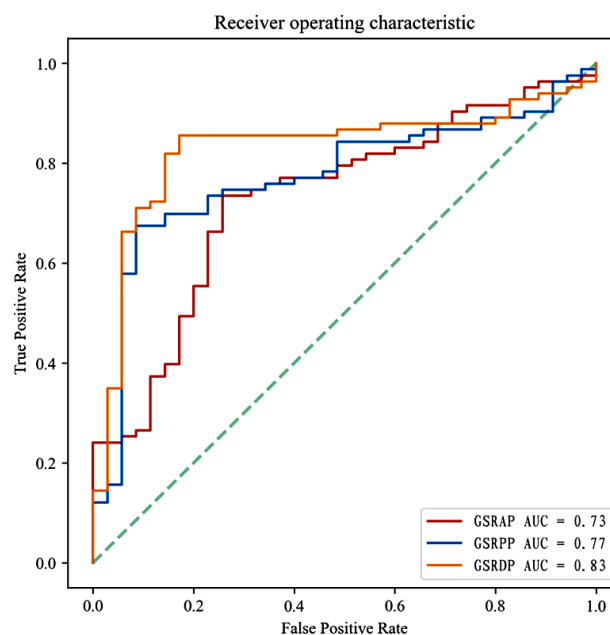 Receiver operating characteristic
True Positive Rate
1.0
0.8
0.6
0.4
0.2
0.0
GSRAP AUC = 0.73
GSRPP AUC = 0.77
GSRDP AUC = 0.83
0.0 0.2 0.4 0.6 0.8 1.0
False Positive Rate